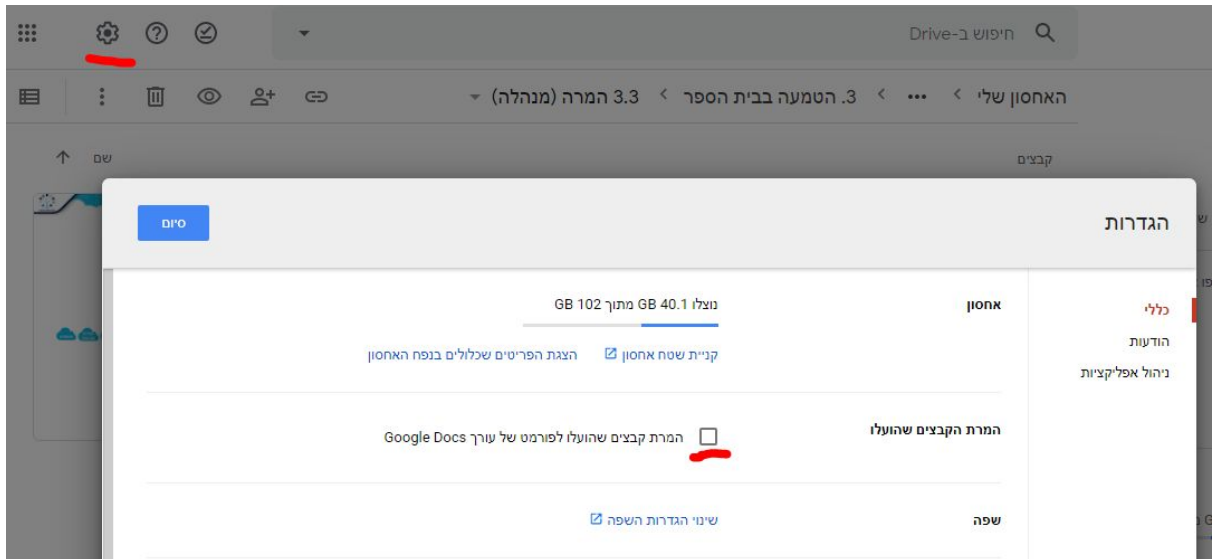 חיפוש ב-Drive
האחסון שלי > ... > 3. הטמעה בבית הספר > 3.3 המרה (מנהלה)
קבצים
שם
הגדרות
סיום
כללי
הודעות
ניהול אפליקציות
אחסון
נוצלו 40.1 GB מתוך 102 GB
קניית שטח אחסון
הצגת הפריטים שכלולים בנפח האחסון
המרת הקבצים שהועלו
המרת קבצים שהועלו לפורמט של עורך Google Docs
שפה
שינוי הגדרות השפה